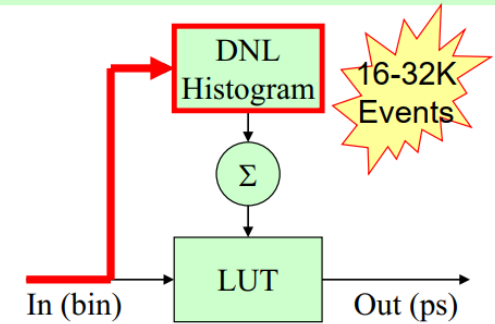 DNL
Histogram
16-32K
Events
Σ
LUT
In (bin)
Out (ps)